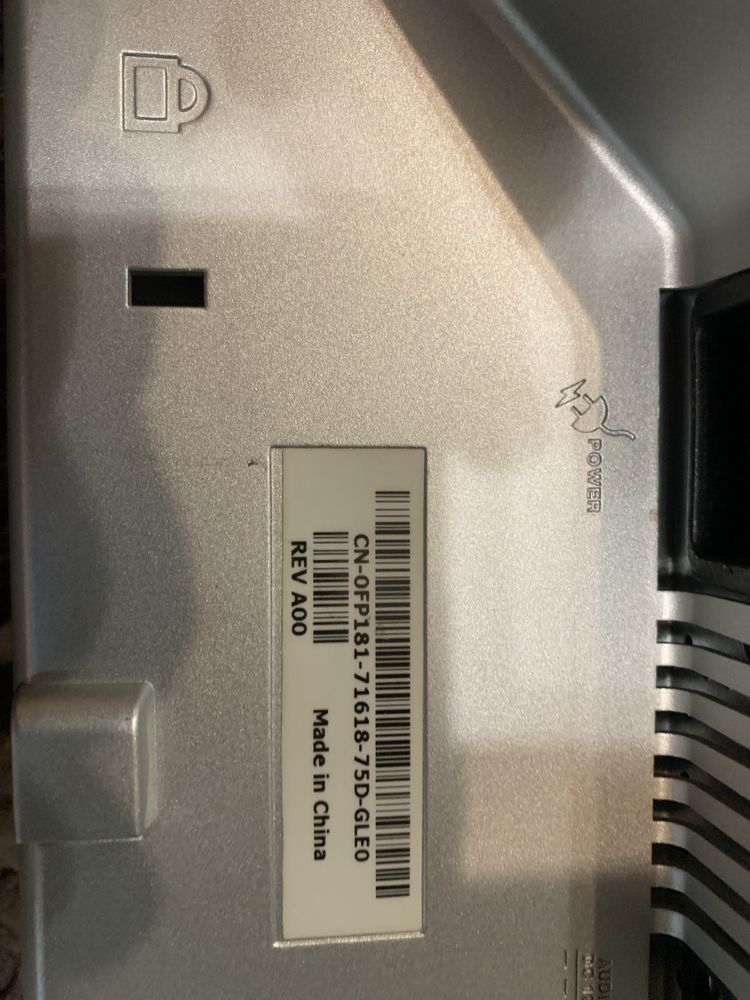 POWER
CN-0FP181-71618-75D-GLE0
REV A00
Made in China